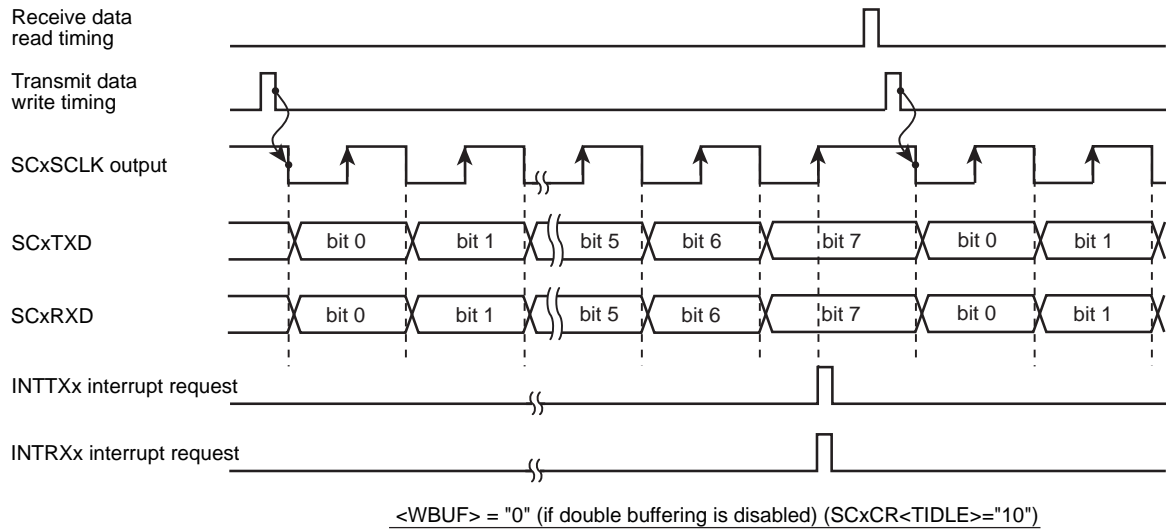 Receive data
read timing
Transmit data
write timing
SCxSCLK output
SCxTXD
bit 0 bit 1 bit 5 bit 6 bit 7 bit 0 bit 1
SCxRXD
bit 0 bit 1 bit 5 bit 6 bit 7 bit 0 bit 1
INTTXx interrupt request
INTRXx interrupt request
<WBUF> = "0" (if double buffering is disabled) (SCxCR<TIDLE>="10")